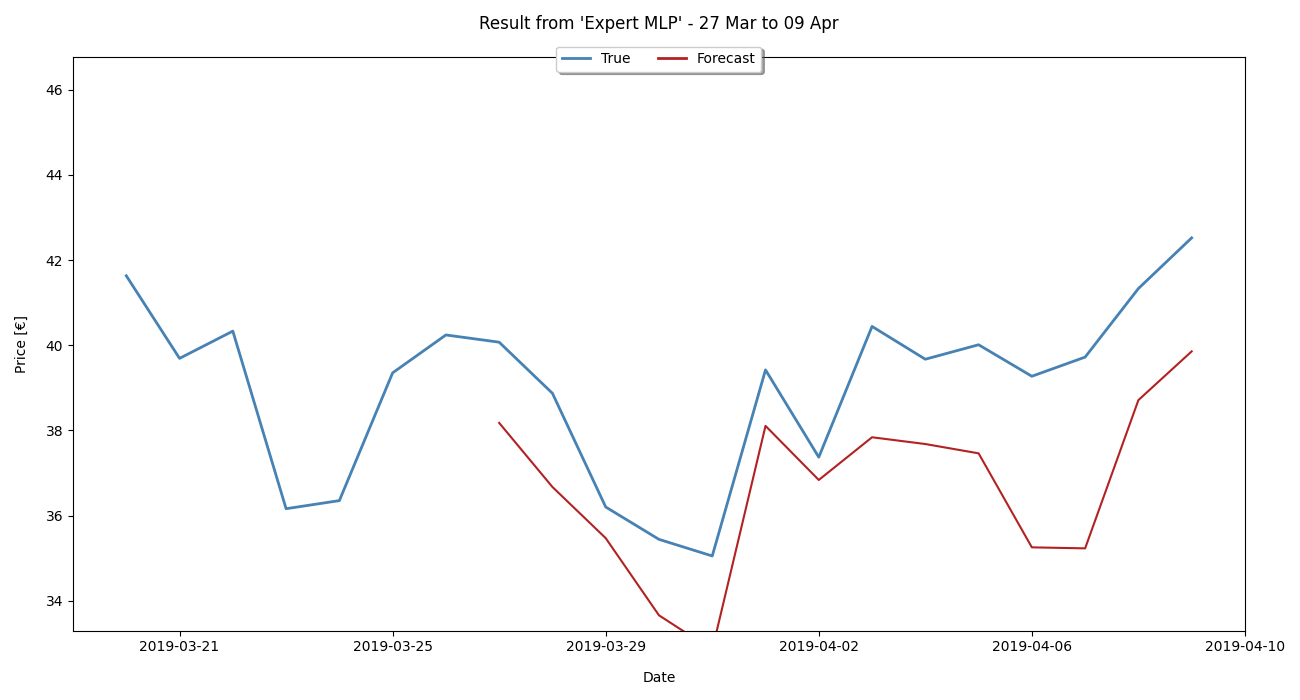 Result from 'Expert MLP' - 27 Mar to 09 Apr
True Forecast
46
44
42
40
38
36
34
Price [€]
2019-03-21 2019-03-25 2019-03-29 2019-04-02 2019-04-06 2019-04-10
Date